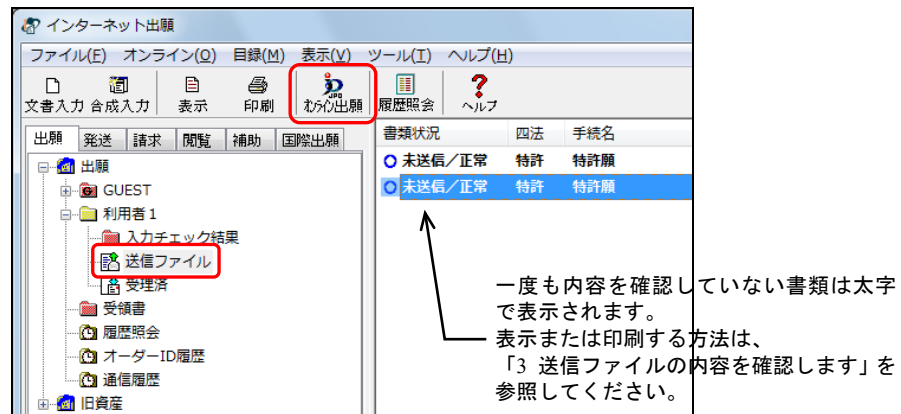 インターネット出願
ファイル(F) オンライン(O) 目録(M) 表示(V) ツール(T) ヘルプ(H)
文書入力 合成入力 表示 印刷 オンライン出願 履歴照会 ヘルプ
出願 発送 請求 閲覧 補助 国際出願
書類状況 四法 手続名
出願
未送信/正常 特許 特許願
GUEST
未送信/正常 特許 特許願
利用者1
入力チェック結果
送信ファイル
受理済
受領書
履歴照会
オーダーID履歴
通信履歴
旧資産
一度も内容を確認していない書類は太字
で表示されます。
表示または印刷する方法は、
「3 送信ファイルの内容を確認します」を
参照してください。